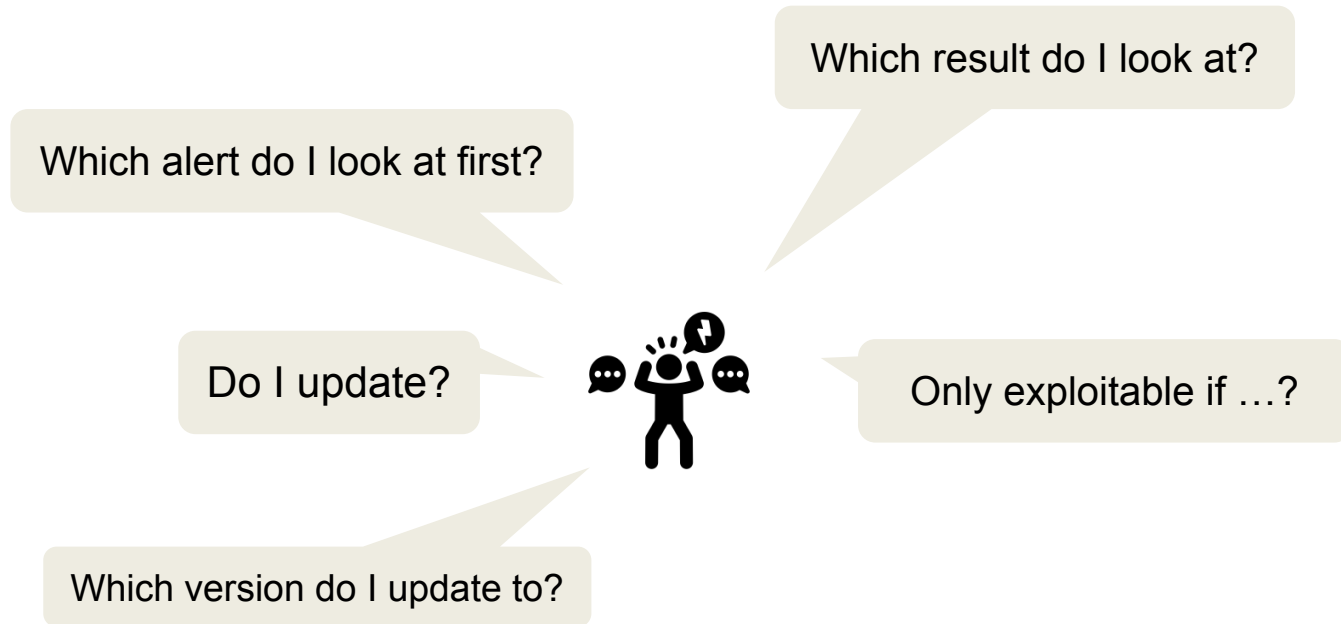 Which result do I look at?
Which alert do I look at first?
Do I update?
Only exploitable if …?
Which version do I update to?